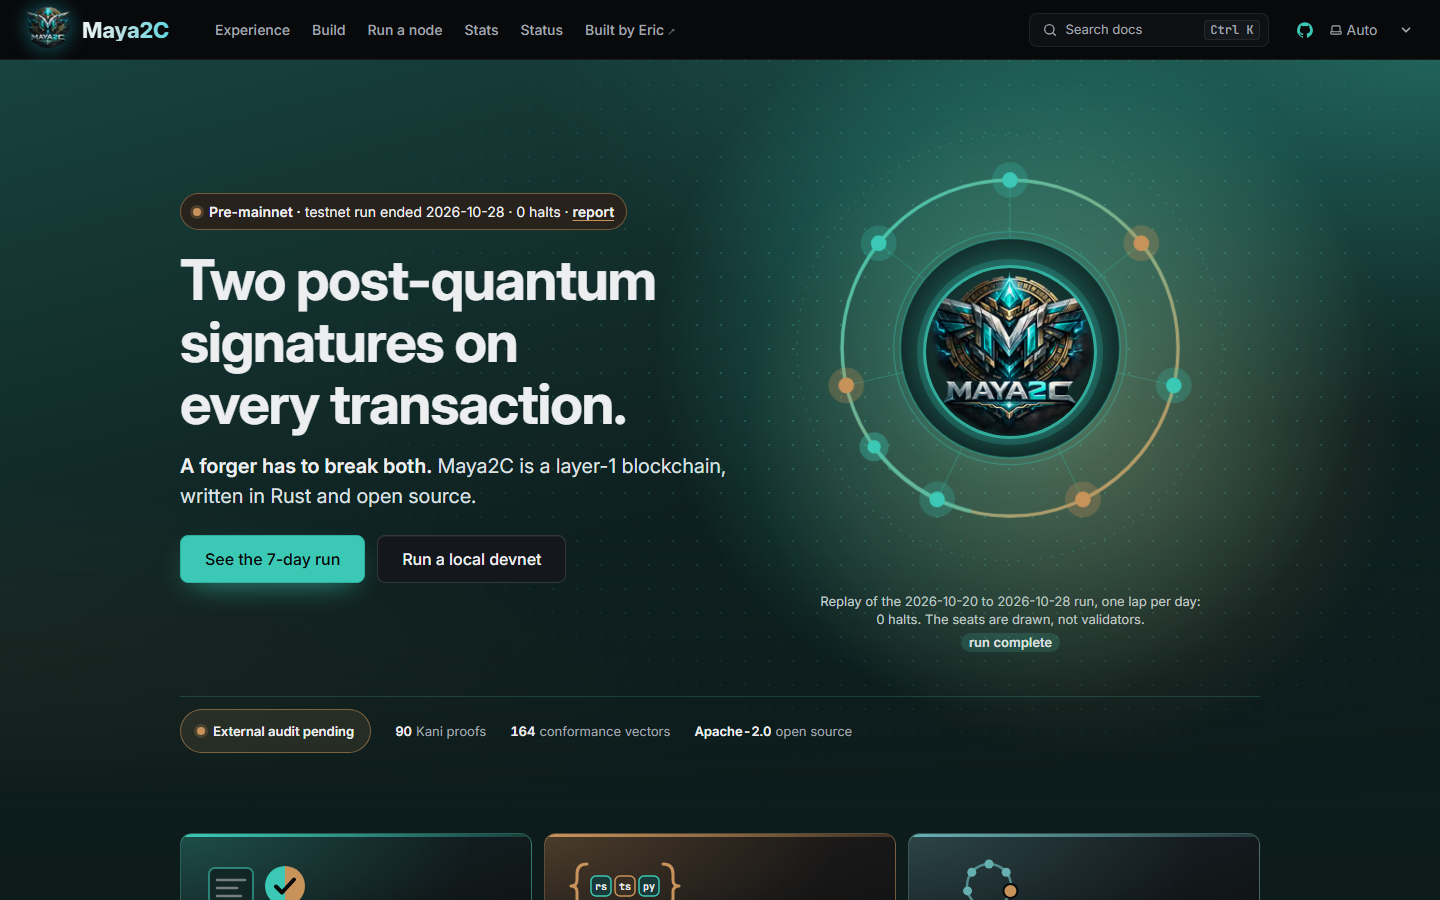 MAYA2C
Maya2C
Experience
Build
Run a node
Stats
Status
Built by Eric ↗
Search docs
Ctrl K
Auto
Pre-mainnet · testnet run ended 2026-10-28 · 0 halts · report
Two post-quantum
signatures on
every transaction.
A forger has to break both. Maya2C is a layer-1 blockchain,
written in Rust and open source.
See the 7-day run
Run a local devnet
MAYA2C
Replay of the 2026-10-20 to 2026-10-28 run, one lap per day:
0 halts. The seats are drawn, not validators.
run complete
External audit pending
90 Kani proofs
164 conformance vectors
Apache-2.0 open source
{ rs ts py }